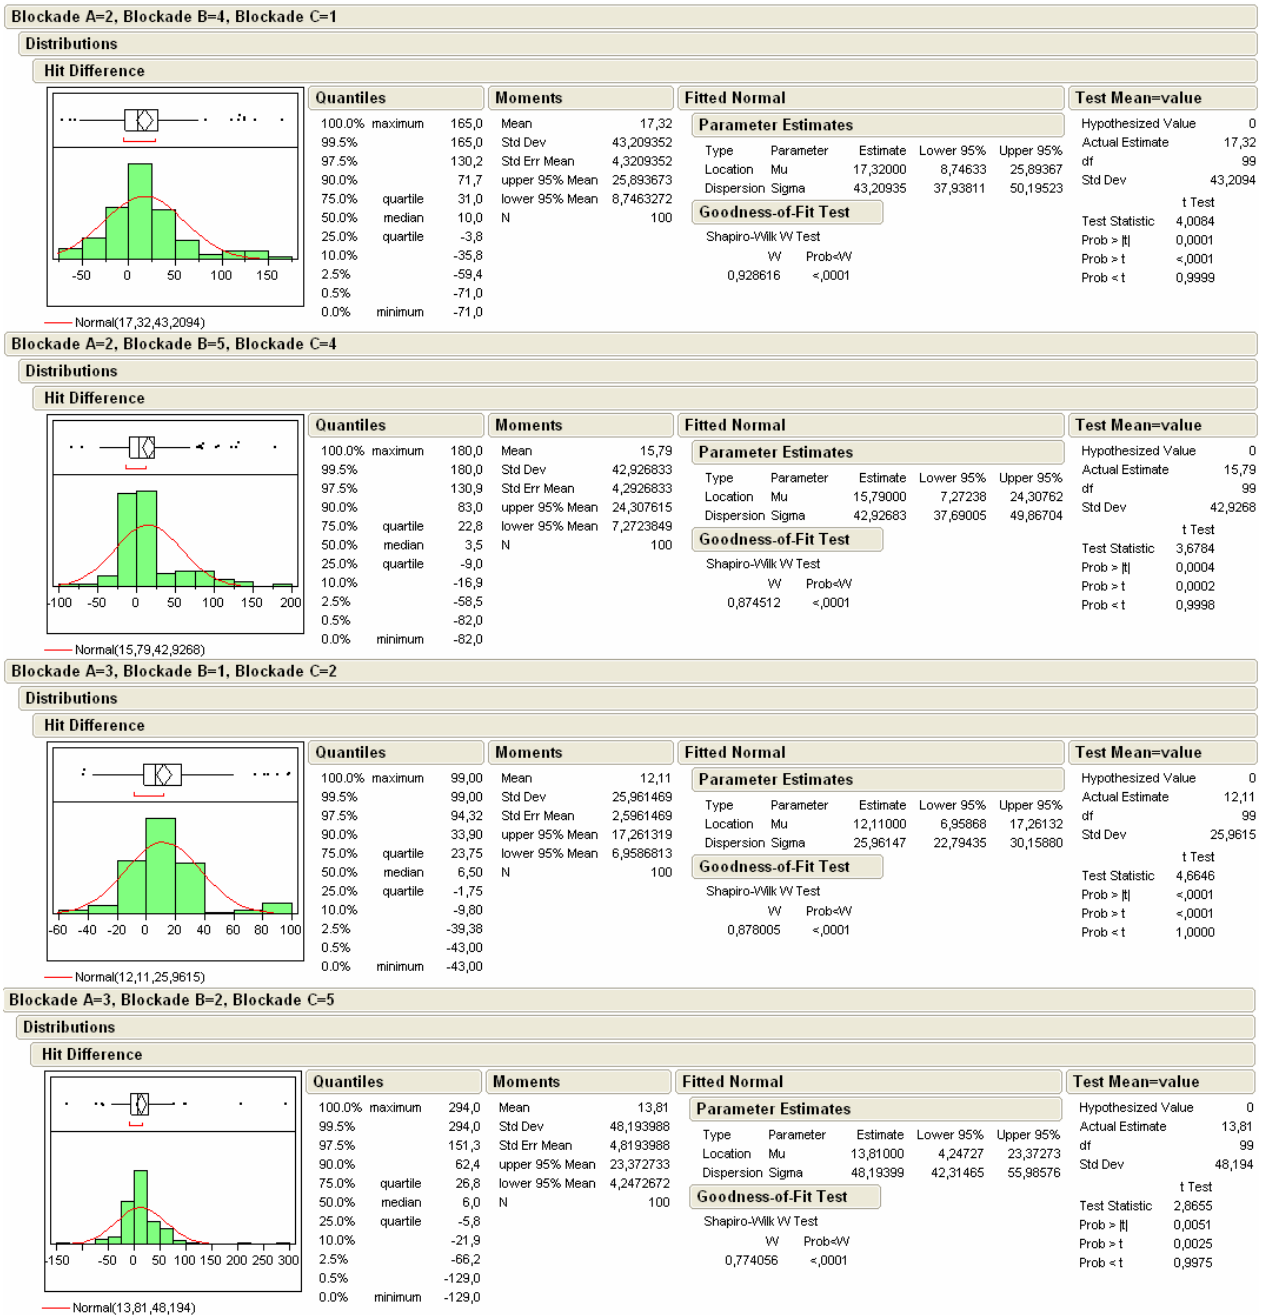 Blockade A=2, Blockade B=4, Blockade C=1
Distributions
Hit Difference
-50 0 50 100 150
Normal(17,32,43,2094)
Quantiles
100.0% maximum 165,0
99.5% 165,0
97.5% 130,2
90.0% 71,7
75.0% quartile 31,0
50.0% median 10,0
25.0% quartile -3,8
10.0% -35,8
2.5% -59,4
0.5% -71,0
0.0% minimum -71,0
Moments
Mean 17,32
Std Dev 43,209352
Std Err Mean 4,3209352
upper 95% Mean 25,893673
lower 95% Mean 8,7463272
N 100
Fitted Normal
Parameter Estimates
Type Parameter Estimate Lower 95% Upper 95%
Location Mu 17,32000 8,74633 25,89367
Dispersion Sigma 43,20935 37,93811 50,19523
Goodness-of-Fit Test
Shapiro-Wilk W Test
W Prob<W
0,928616 <,0001
Test Mean=value
Hypothesized Value 0
Actual Estimate 17,32
df 99
Std Dev 43,2094
t Test
Test Statistic 4,0084
Prob > |t| 0,0001
Prob > t <,0001
Prob < t 0,9999
Blockade A=2, Blockade B=5, Blockade C=4
Distributions
Hit Difference
-100 -50 0 50 100 150 200
Normal(15,79,42,9268)
Quantiles
100.0% maximum 180,0
99.5% 180,0
97.5% 130,9
90.0% 83,0
75.0% quartile 22,8
50.0% median 3,5
25.0% quartile -9,0
10.0% -16,9
2.5% -58,5
0.5% -82,0
0.0% minimum -82,0
Moments
Mean 15,79
Std Dev 42,926833
Std Err Mean 4,2926833
upper 95% Mean 24,307615
lower 95% Mean 7,2723849
N 100
Fitted Normal
Parameter Estimates
Type Parameter Estimate Lower 95% Upper 95%
Location Mu 15,79000 7,27238 24,30762
Dispersion Sigma 42,92683 37,69005 49,86704
Goodness-of-Fit Test
Shapiro-Wilk W Test
W Prob<W
0,874512 <,0001
Test Mean=value
Hypothesized Value 0
Actual Estimate 15,79
df 99
Std Dev 42,9268
t Test
Test Statistic 3,6784
Prob > |t| 0,0004
Prob > t 0,0002
Prob < t 0,9998
Blockade A=3, Blockade B=1, Blockade C=2
Distributions
Hit Difference
-60 -40 -20 0 20 40 60 80 100
Normal(12,11,25,9615)
Quantiles
100.0% maximum 99,00
99.5% 99,00
97.5% 94,32
90.0% 33,90
75.0% quartile 23,75
50.0% median 6,50
25.0% quartile -1,75
10.0% -9,80
2.5% -39,38
0.5% -43,00
0.0% minimum -43,00
Moments
Mean 12,11
Std Dev 25,961469
Std Err Mean 2,5961469
upper 95% Mean 17,261319
lower 95% Mean 6,9586813
N 100
Fitted Normal
Parameter Estimates
Type Parameter Estimate Lower 95% Upper 95%
Location Mu 12,11000 6,95868 17,26132
Dispersion Sigma 25,96147 22,79435 30,15880
Goodness-of-Fit Test
Shapiro-Wilk W Test
W Prob<W
0,878005 <,0001
Test Mean=value
Hypothesized Value 0
Actual Estimate 12,11
df 99
Std Dev 25,9615
t Test
Test Statistic 4,6646
Prob > |t| <,0001
Prob > t <,0001
Prob < t 1,0000
Blockade A=3, Blockade B=2, Blockade C=5
Distributions
Hit Difference
-150 -50 0 50 100 150 200 250 300
Normal(13,81,48,194)
Quantiles
100.0% maximum 294,0
99.5% 294,0
97.5% 151,3
90.0% 62,4
75.0% quartile 26,8
50.0% median 6,0
25.0% quartile -5,8
10.0% -21,9
2.5% -66,2
0.5% -129,0
0.0% minimum -129,0
Moments
Mean 13,81
Std Dev 48,193988
Std Err Mean 4,8193988
upper 95% Mean 23,372733
lower 95% Mean 4,2472672
N 100
Fitted Normal
Parameter Estimates
Type Parameter Estimate Lower 95% Upper 95%
Location Mu 13,81000 4,24727 23,37273
Dispersion Sigma 48,19399 42,31465 55,98576
Goodness-of-Fit Test
Shapiro-Wilk W Test
W Prob<W
0,774056 <,0001
Test Mean=value
Hypothesized Value 0
Actual Estimate 13,81
df 99
Std Dev 48,194
t Test
Test Statistic 2,8655
Prob > |t| 0,0051
Prob > t 0,0025
Prob < t 0,9975